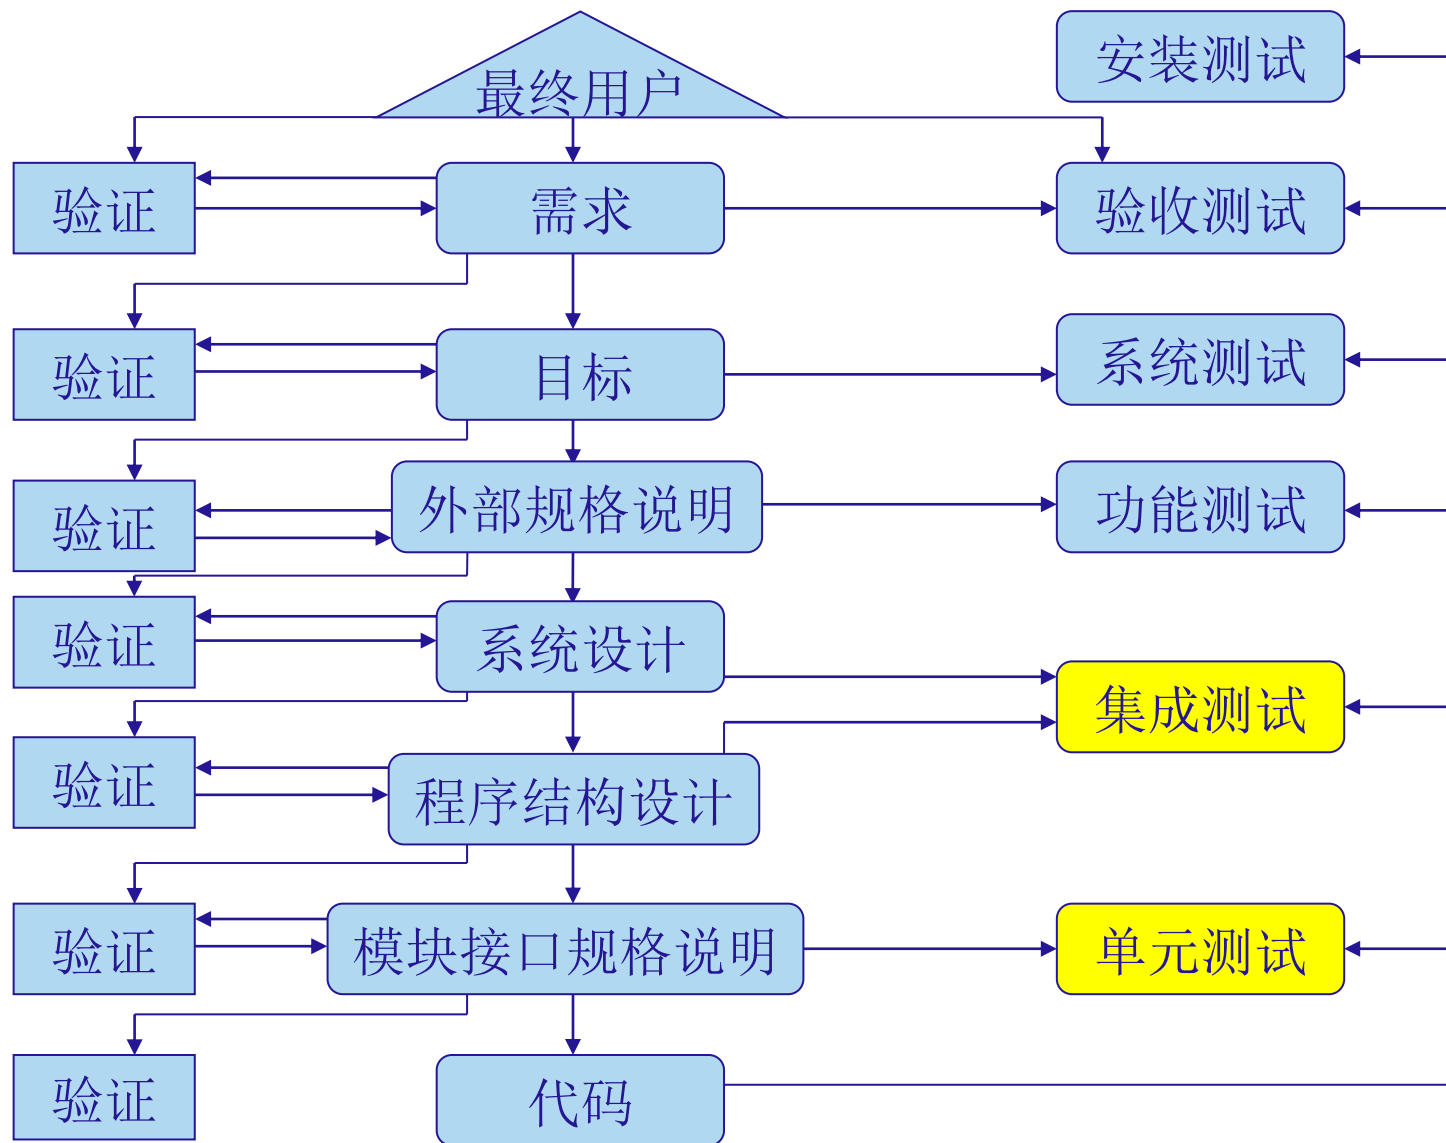 最终用户
安装测试
验证
需求
验收测试
验证
目标
系统测试
验证
外部规格说明
功能测试
验证
系统设计
集成测试
验证
程序结构设计
验证
模块接口规格说明
单元测试
验证
代码